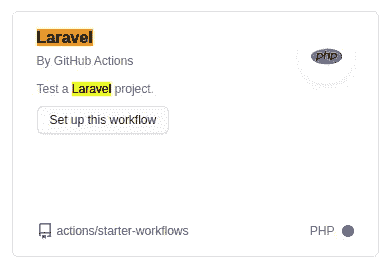 Laravel
php
By GitHub Actions
Test a Laravel project.
Set up this workflow
actions/starter-workflows
PHP